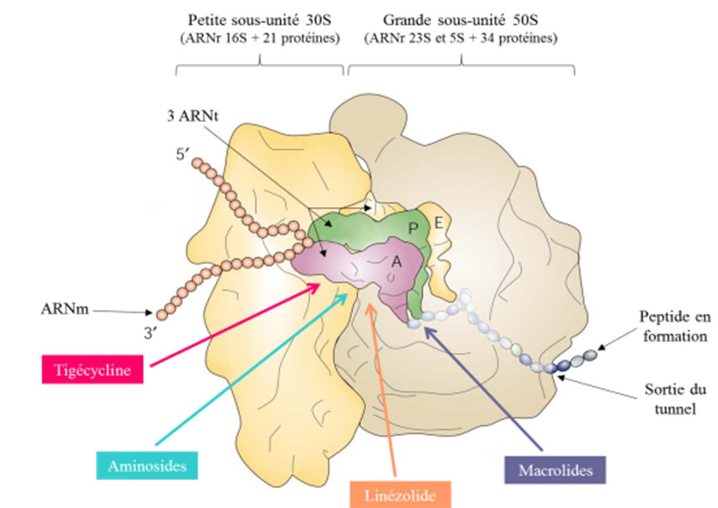 Petite sous-unité 30S
(ARNr 16S + 21 protéines)
Grande sous-unité 50S
(ARNr 23S et 5S + 34 protéines)
3 ARNt
5′
P
E
A
ARNm
3′
Peptide en
formation
Sortie du
tunnel
Tigécycline
Aminosides
Linézolide
Macrolides